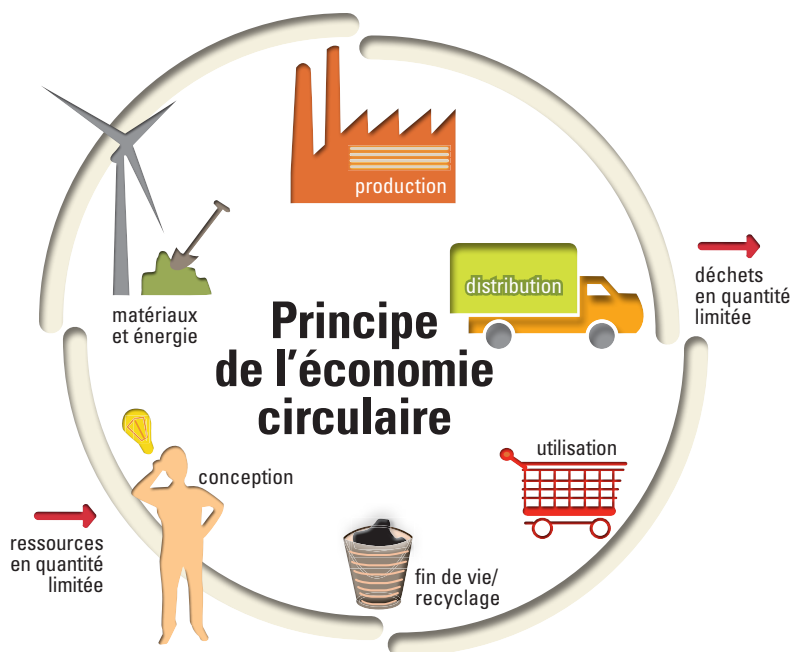 production
distribution
déchets
en quantité
limitée
matériaux
et énergie
Principe
de l'économie
circulaire
utilisation
conception
ressources
en quantité
limitée
fin de vie/
recyclage